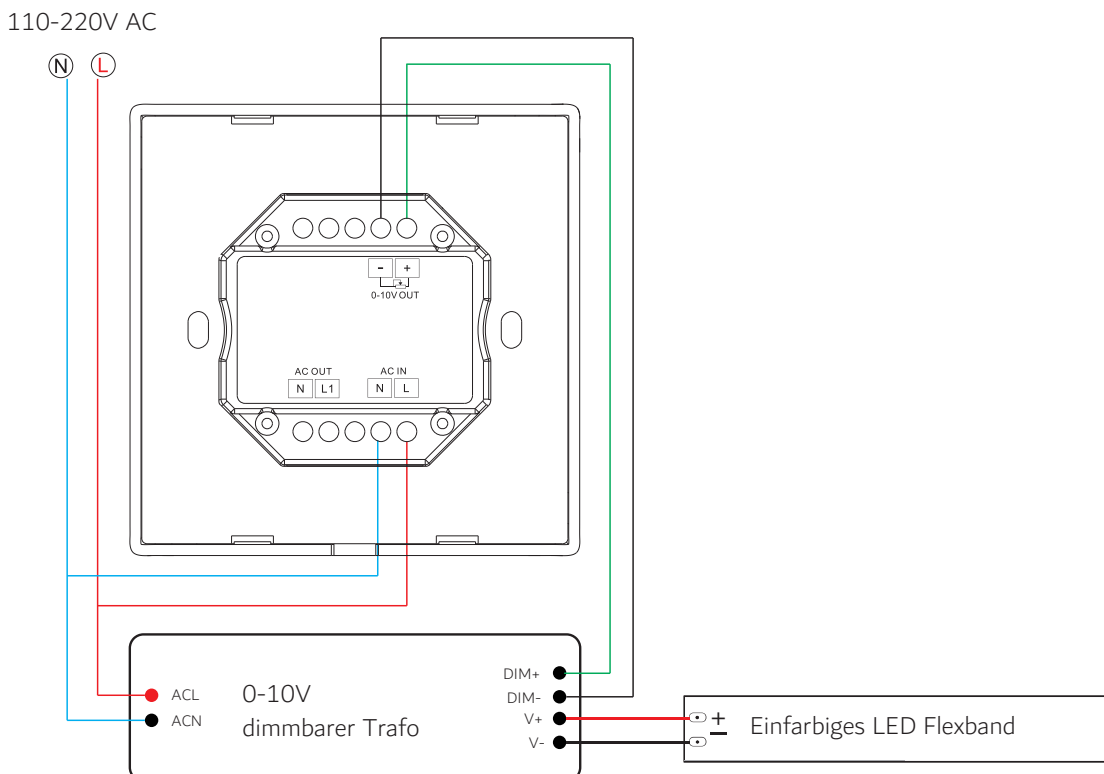 110-220V AC
N L
- +
0-10V OUT
AC OUT AC IN
N L1 N L
DIM+
ACL 0-10V
DIM-
ACN dimmbarer Trafo
V+
V-
+
-
Einfarbiges LED Flexband